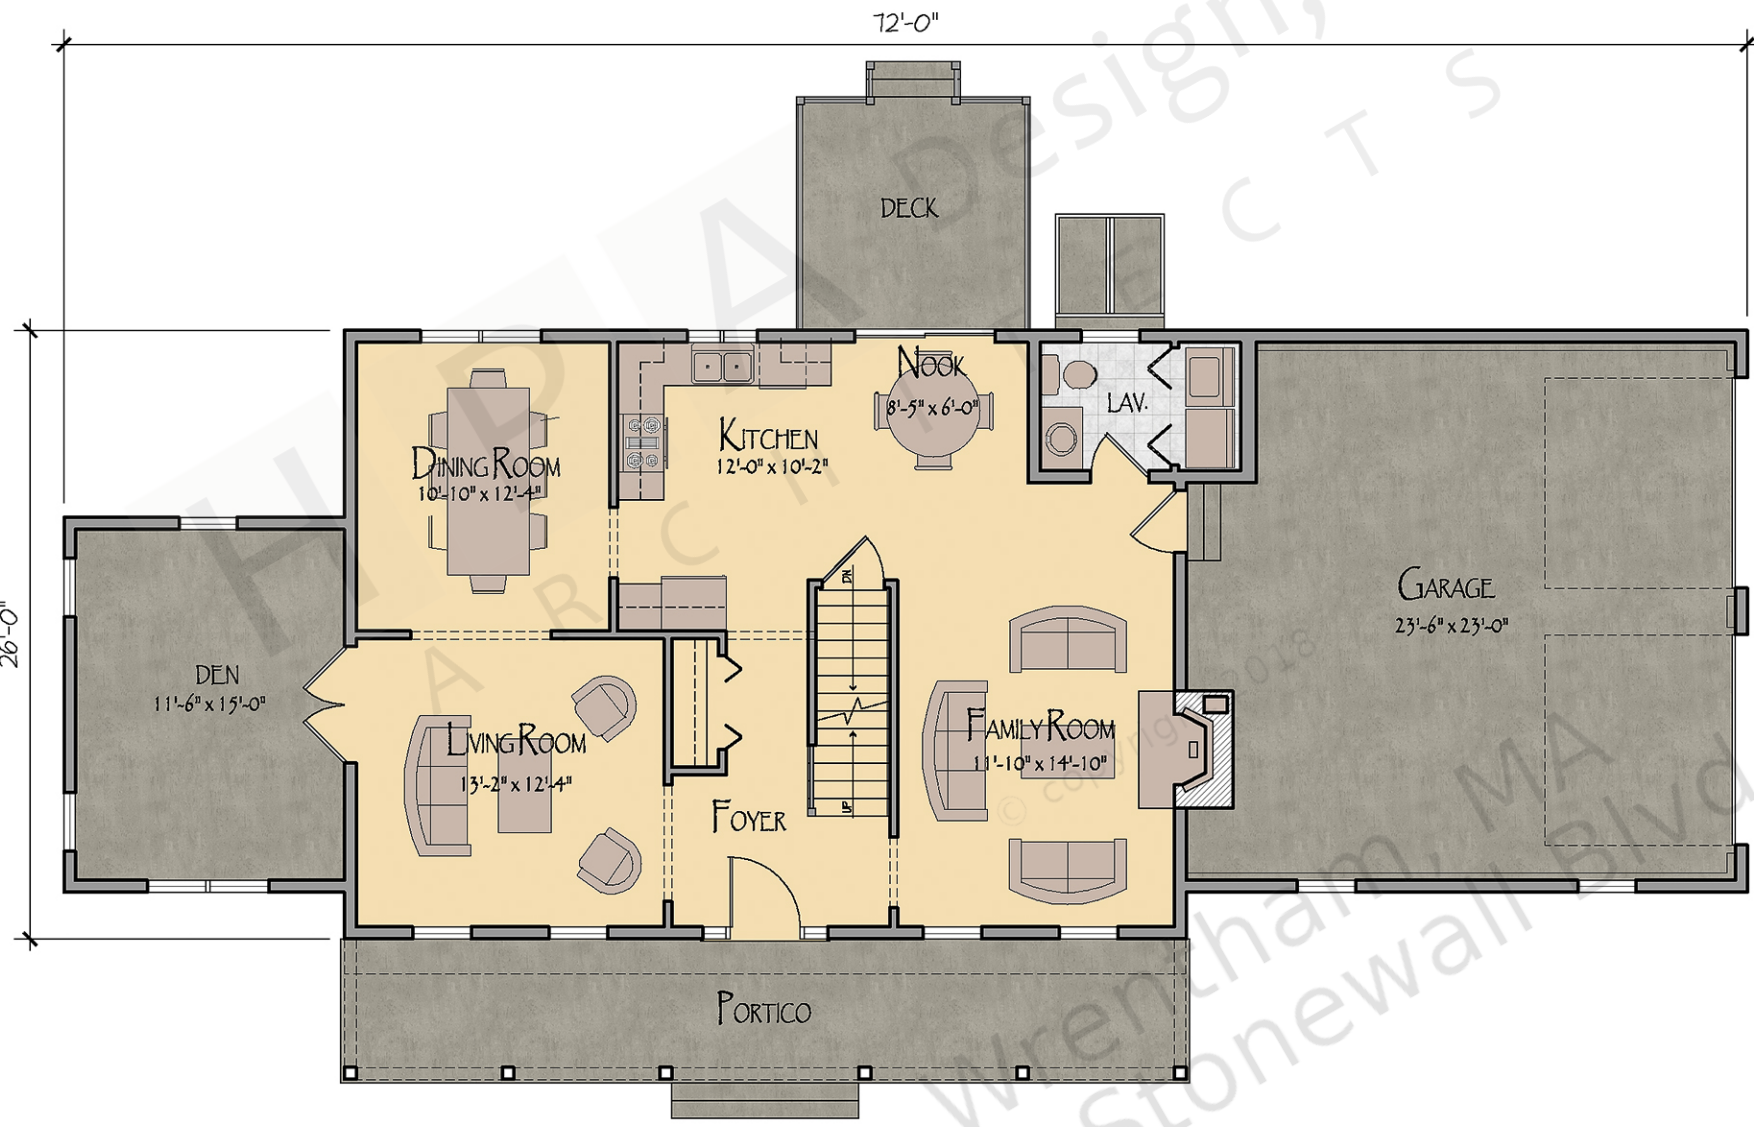 72'-0"
DECK
NOOK
8'-5" x 6'-0"
LAV.
KITCHEN
12'-0" x 10'-2"
DINING ROOM
10'-10" x 12'-4"
DN
GARAGE
23'-6" x 23'-0"
26'-0"
DEN
11'-6" x 15'-0"
LIVING ROOM
13'-2" x 12'-4"
FAMILY ROOM
11'-10" x 14'-10"
UP
FOYER
PORTICO
HDA Design,
ARCHITECTS
© copyright 2018
Wrentham, MA
Stonewall Blvd